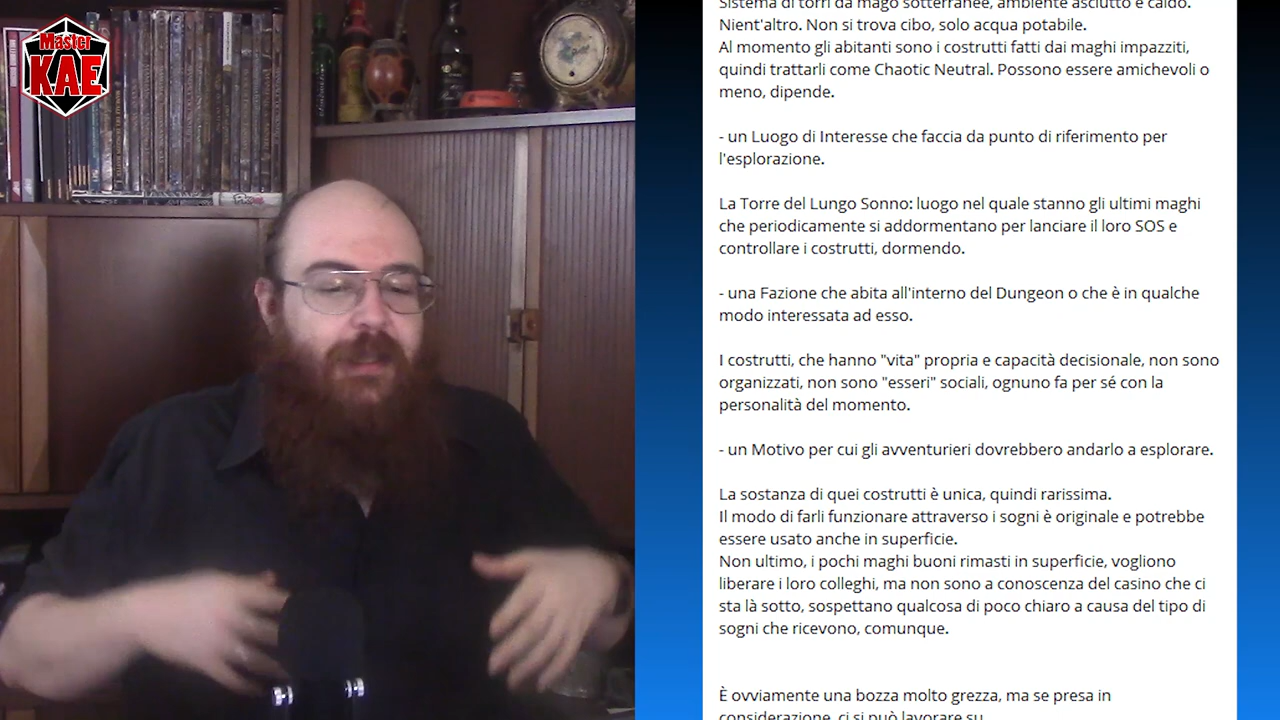 Master
KAE
Sistema di torri da mago sotterranee, ambiente asciutto e caldo.
Nient'altro. Non si trova cibo, solo acqua potabile.
Al momento gli abitanti sono i costrutti fatti dai maghi impazziti,
quindi trattarli come Chaotic Neutral. Possono essere amichevoli o
meno, dipende.
- un Luogo di Interesse che faccia da punto di riferimento per
l'esplorazione.
La Torre del Lungo Sonno: luogo nel quale stanno gli ultimi maghi
che periodicamente si addormentano per lanciare il loro SOS e
controllare i costrutti, dormendo.
- una Fazione che abita all'interno del Dungeon o che è in qualche
modo interessata ad esso.
I costrutti, che hanno "vita" propria e capacità decisionale, non sono
organizzati, non sono "esseri" sociali, ognuno fa per sé con la
personalità del momento.
- un Motivo per cui gli avventurieri dovrebbero andarlo a esplorare.
La sostanza di quei costrutti è unica, quindi rarissima.
Il modo di farli funzionare attraverso i sogni è originale e potrebbe
essere usato anche in superficie.
Non ultimo, i pochi maghi buoni rimasti in superficie, vogliono
liberare i loro colleghi, ma non sono a conoscenza del casino che ci
sta là sotto, sospettano qualcosa di poco chiaro a causa del tipo di
sogni che ricevono, comunque.
È ovviamente una bozza molto grezza, ma se presa in
considerazione, ci si può lavorare su